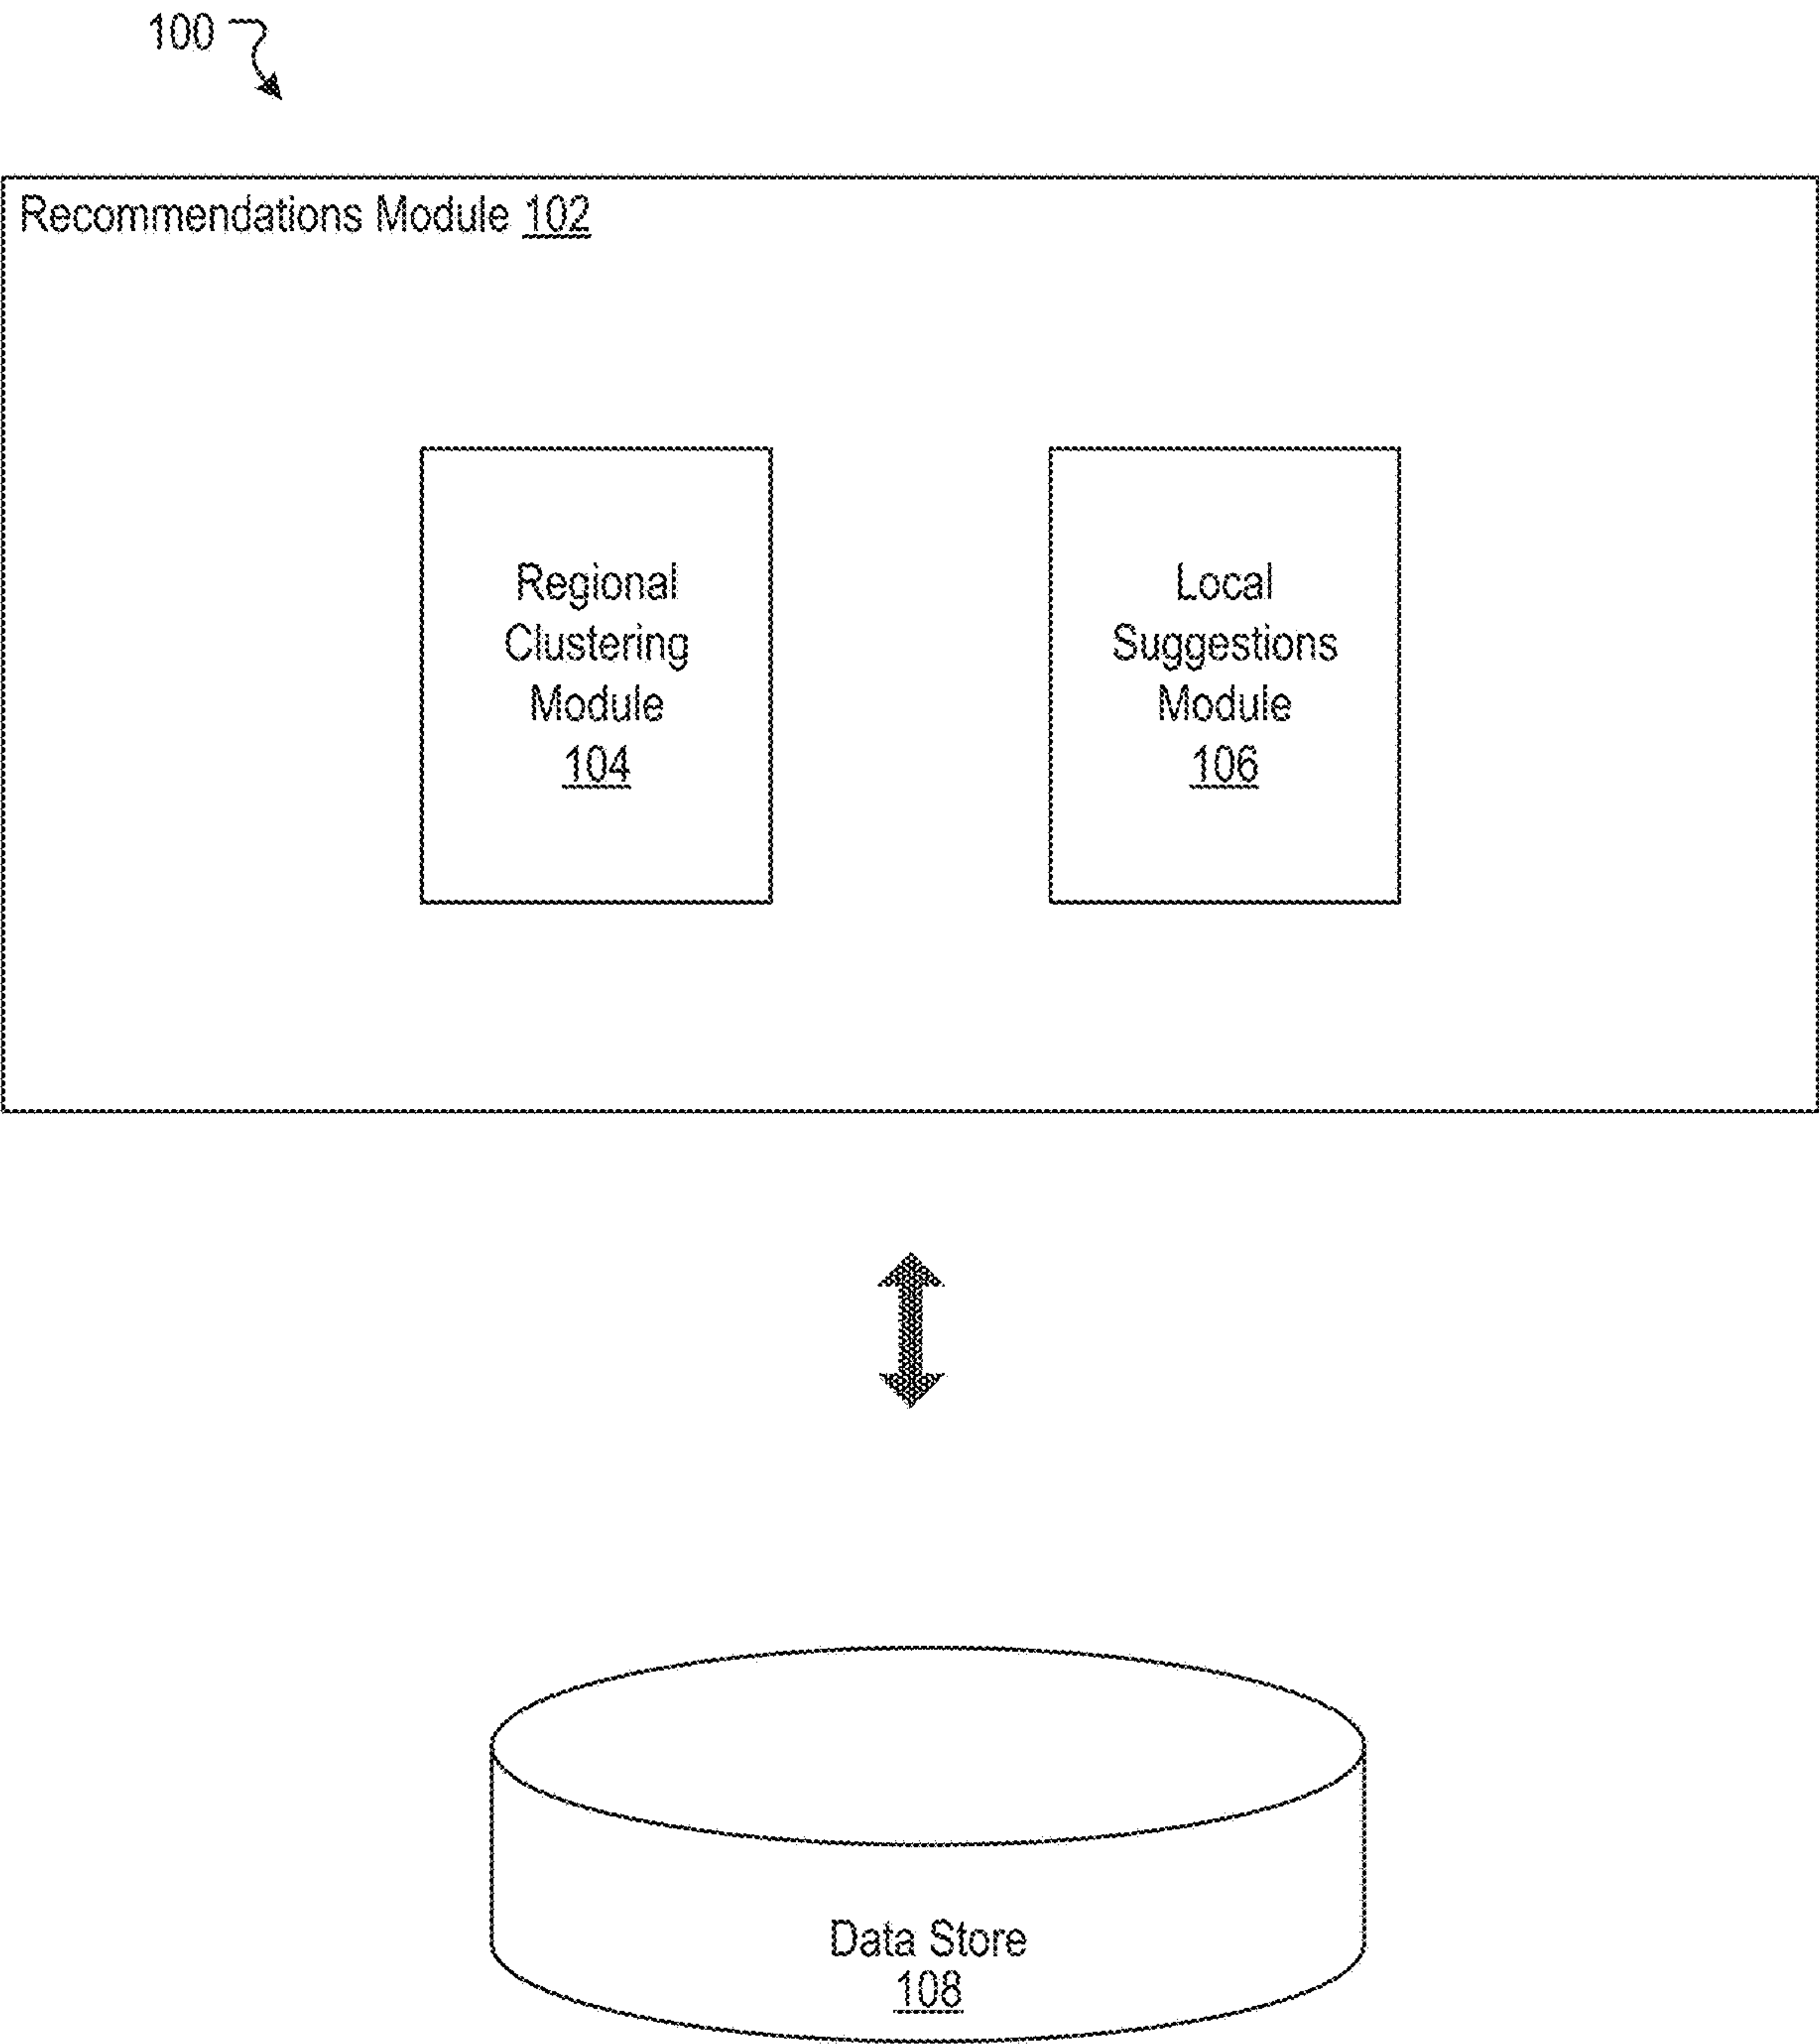 100
Recommendations Module 102
Regional
Clustering
Module
104
Local
Suggestions
Module
106
Data Store
108